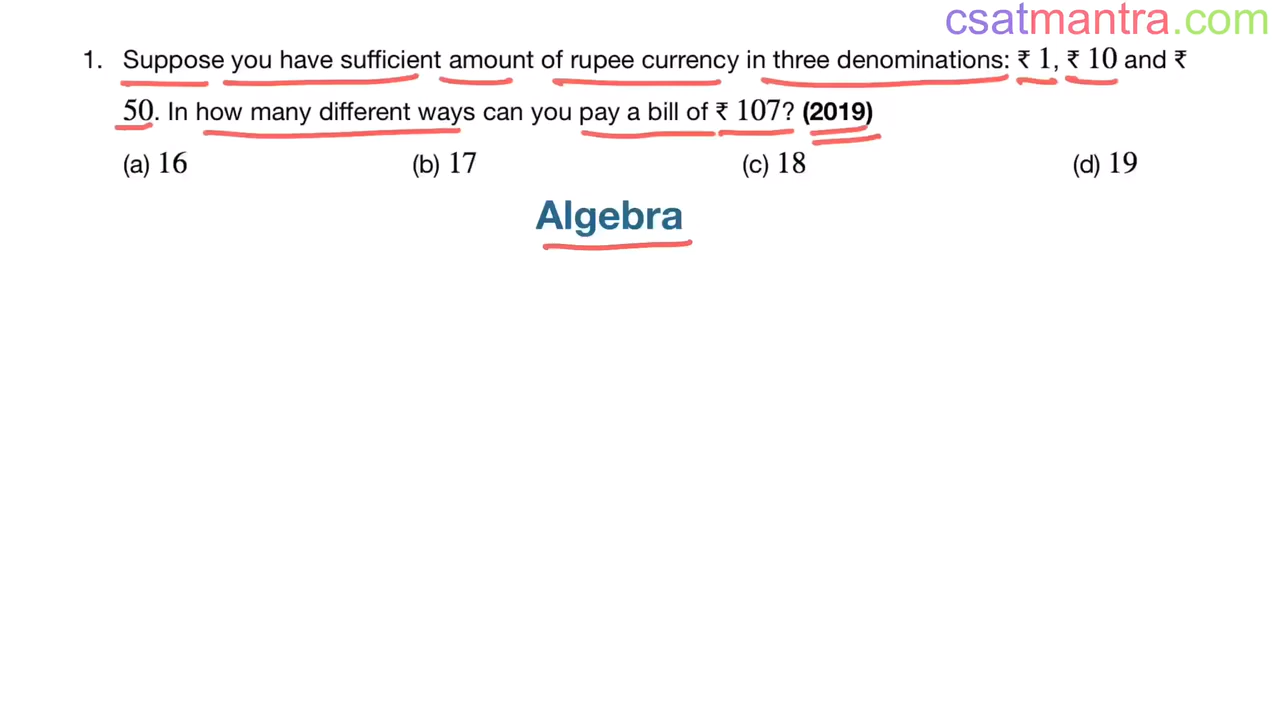 csatmantra.com
1. Suppose you have sufficient amount of rupee currency in three denominations: ₹ 1, ₹ 10 and ₹
50. In how many different ways can you pay a bill of ₹ 107? (2019)
(a) 16 (b) 17 (c) 18 (d) 19
Algebra